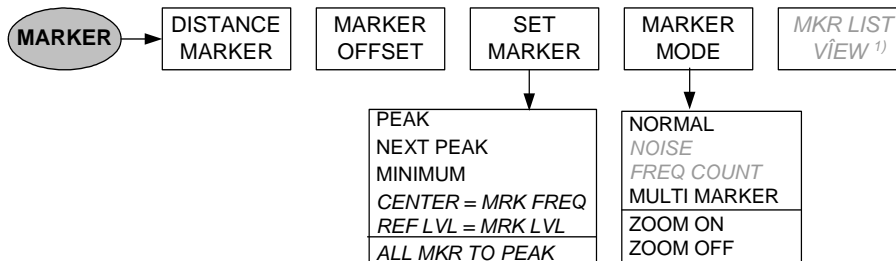 MARKER
DISTANCE
MARKER
MARKER
OFFSET
SET
MARKER
MARKER
MODE
MKR LIST
VÎEW 1)
PEAK
NEXT PEAK
MINIMUM
CENTER = MRK FREQ
REF LVL = MRK LVL
ALL MKR TO PEAK
NORMAL
NOISE
FREQ COUNT
MULTI MARKER
ZOOM ON
ZOOM OFF